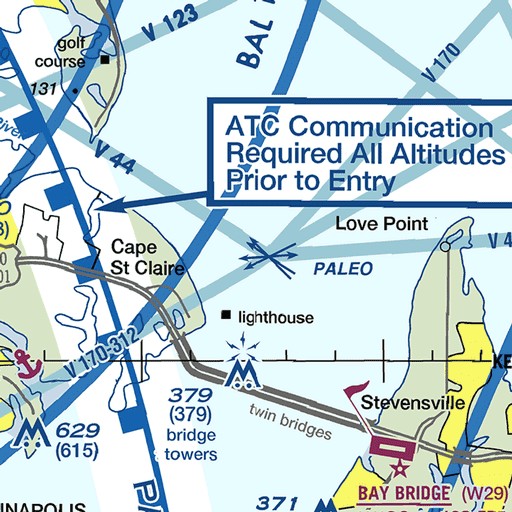 V 123
BAL
golf
course
131
V 170
River
V 44
ATC Communication
Required All Altitudes
Prior to Entry
Love Point
V 4
Cape
St Claire
PALEO
01
lighthouse
V 170-312
KE
379
(379)
bridge
towers
twin bridges
Stevensville
629
(615)
BAY BRIDGE (W29)
371
NAPOLIS